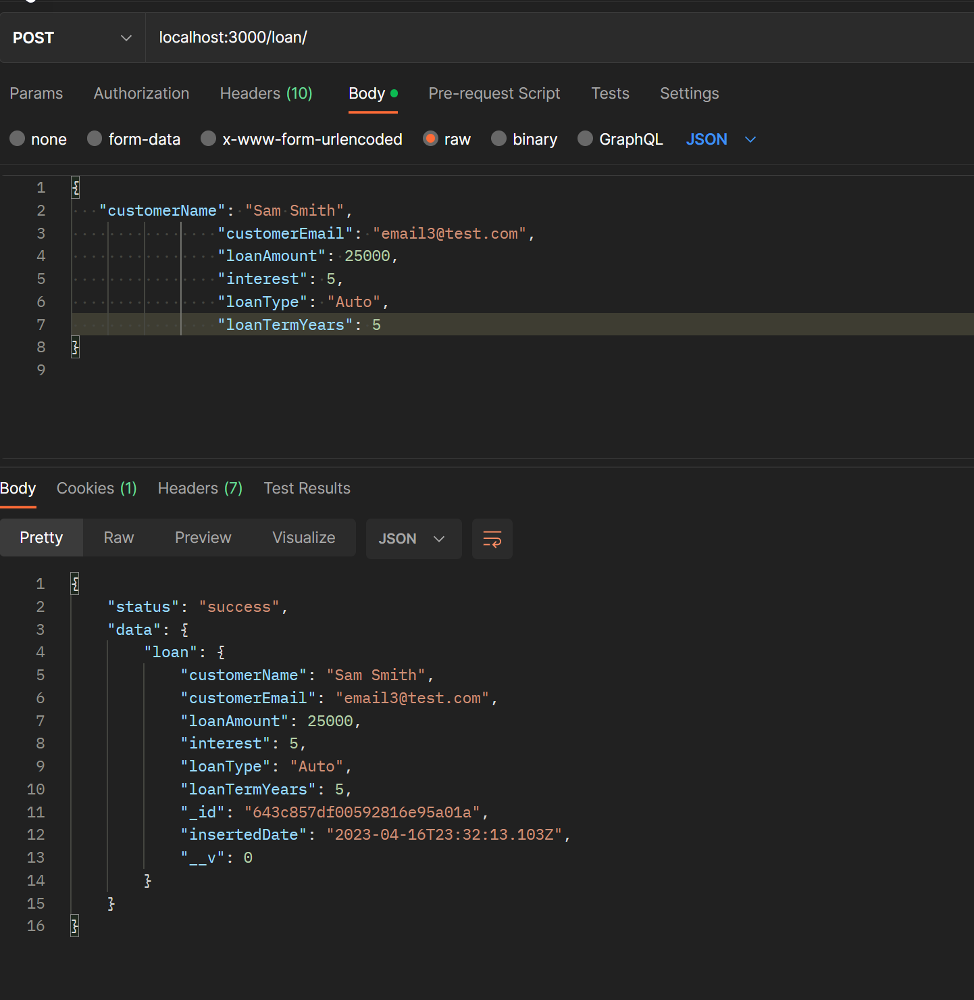 POST localhost:3000/loan/
Params Authorization Headers (10) Body Pre-request Script Tests Settings
none form-data x-www-form-urlencoded raw binary GraphQL JSON
1 {
2 "customerName": "Sam Smith",
3 "customerEmail": "email3@test.com",
4 "loanAmount": 25000,
5 "interest": 5,
6 "loanType": "Auto",
7 "loanTermYears": 5
8 }
9
Body Cookies (1) Headers (7) Test Results
Pretty Raw Preview Visualize JSON
1 {
2 "status": "success",
3 "data": {
4 "loan": {
5 "customerName": "Sam Smith",
6 "customerEmail": "email3@test.com",
7 "loanAmount": 25000,
8 "interest": 5,
9 "loanType": "Auto",
10 "loanTermYears": 5,
11 "_id": "643c857df00592816e95a01a",
12 "insertedDate": "2023-04-16T23:32:13.103Z",
13 "__v": 0
14 }
15 }
16 }